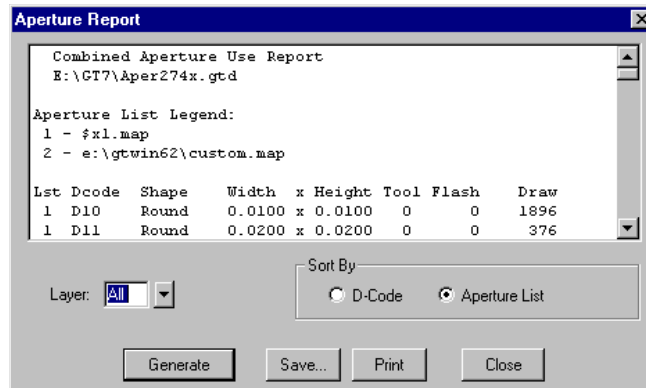 Aperture Report
Combined Aperture Use Report
E:\GT7\Aper274x.gtd
Aperture List Legend:
1 - $x1.map
2 - e:\gtwin62\custom.map
Lst Dcode Shape Width x Height Tool Flash Draw
1 D10 Round 0.0100 x 0.0100 0 0 1896
1 D11 Round 0.0200 x 0.0200 0 0 376
Sort By
Layer: All D-Code Aperture List
Generate Save... Print Close